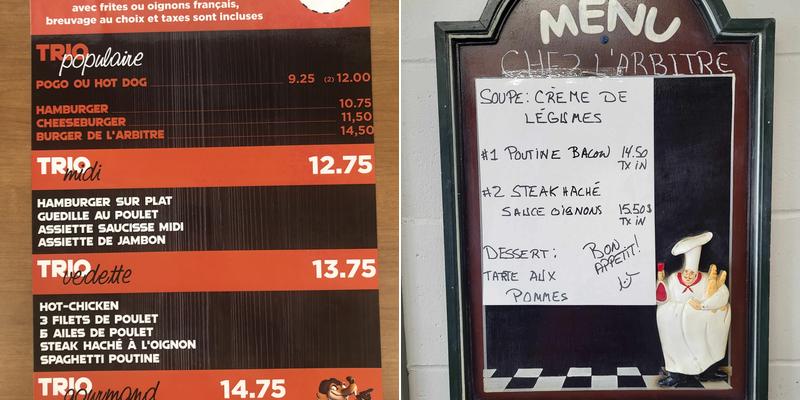 avec frites ou oignons français,
breuvage au choix et taxes sont incluses
TRIO populaire
POGO OU HOT DOG 9.25 (2) 12.00
HAMBURGER 10.75
CHEESEBURGER 11,50
BURGER DE L'ARBITRE 14,50
TRIO midi 12.75
HAMBURGER SUR PLAT
GUEDILLE AU POULET
ASSIETTE SAUCISSE MIDI
ASSIETTE DE JAMBON
TRIO vedette 13.75
HOT-CHICKEN
3 FILETS DE POULET
6 AILES DE POULET
STEAK HACHÉ À L'OIGNON
SPAGHETTI POUTINE
TRIO gourmand 14.75
MENU
CHEZ L'ARBITRE
SOUPE: CRÈME DE
LÉGUMES
#1 POUTINE BACON 14.50
TX IN
#2 STEAK HACHÉ
SAUCE OIGNONS 15.50$
TX IN
DESSERT:
TARTE AUX
POMMES
BON
APPETIT!